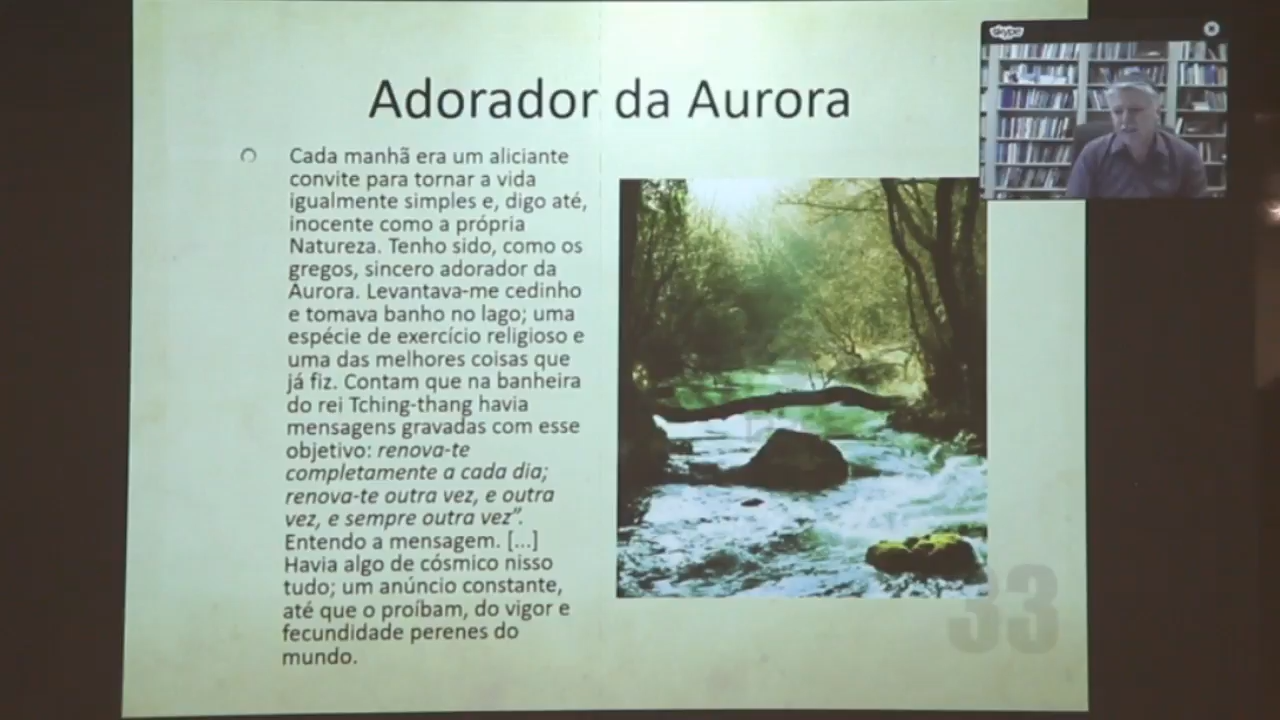 skype
Adorador da Aurora
Cada manhã era um aliciante
convite para tornar a vida
igualmente simples e, digo até,
inocente como a própria
Natureza. Tenho sido, como os
gregos, sincero adorador da
Aurora. Levantava-me cedinho
e tomava banho no lago; uma
espécie de exercício religioso e
uma das melhores coisas que
já fiz. Contam que na banheira
do rei Tching-thang havia
mensagens gravadas com esse
objetivo: renova-te
completamente a cada dia;
renova-te outra vez, e outra
vez, e sempre outra vez”.
Entendo a mensagem. [...]
Havia algo de cósmico nisso
tudo; um anúncio constante,
até que o proíbam, do vigor e
fecundidade perenes do
mundo.
33